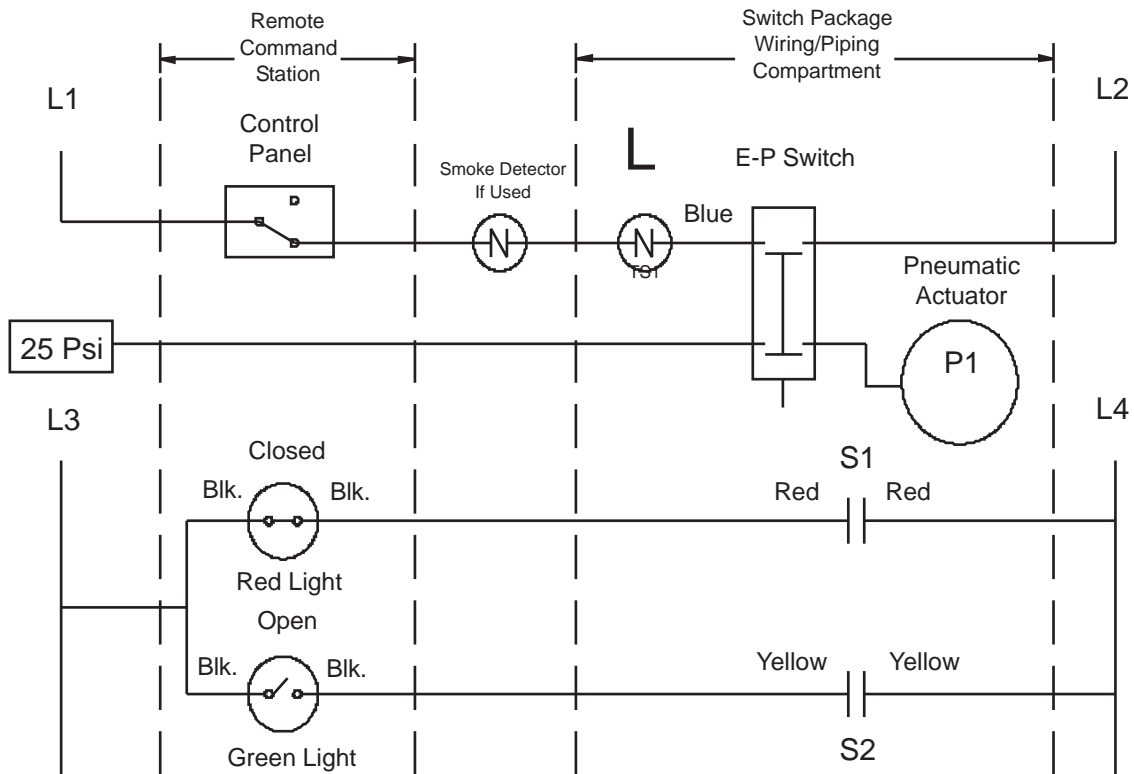 Remote
Command
Station
Switch Package
Wiring/Piping
Compartment
L1
L2
Control
Panel
Smoke Detector
If Used
L
E-P Switch
Blue
N
N
TS1
Pneumatic
Actuator
25 Psi
P1
L3
L4
Closed
S1
Blk.
Blk.
Red
Red
Red Light
Open
Blk.
Blk.
Yellow
Yellow
Green Light
S2